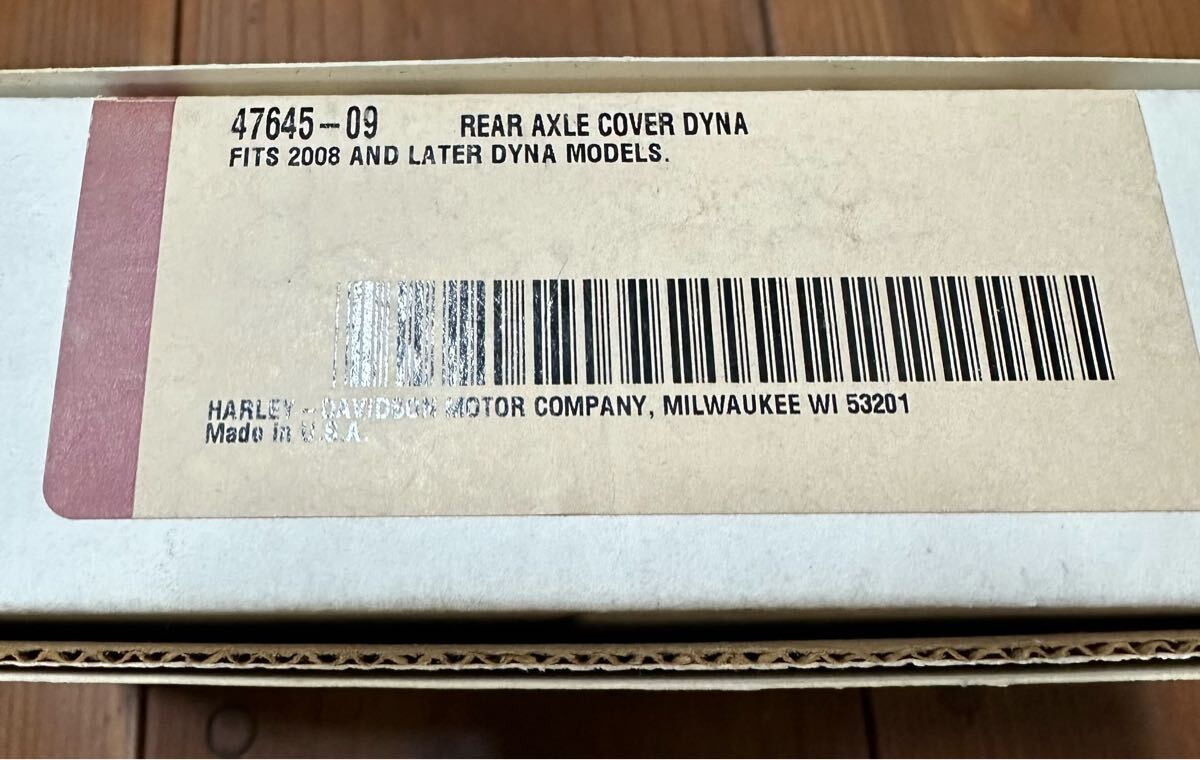 47645-09 REAR AXLE COVER DYNA
FITS 2008 AND LATER DYNA MODELS.
HARLEY-DAVIDSON MOTOR COMPANY, MILWAUKEE WI 53201
Made in U.S.A.